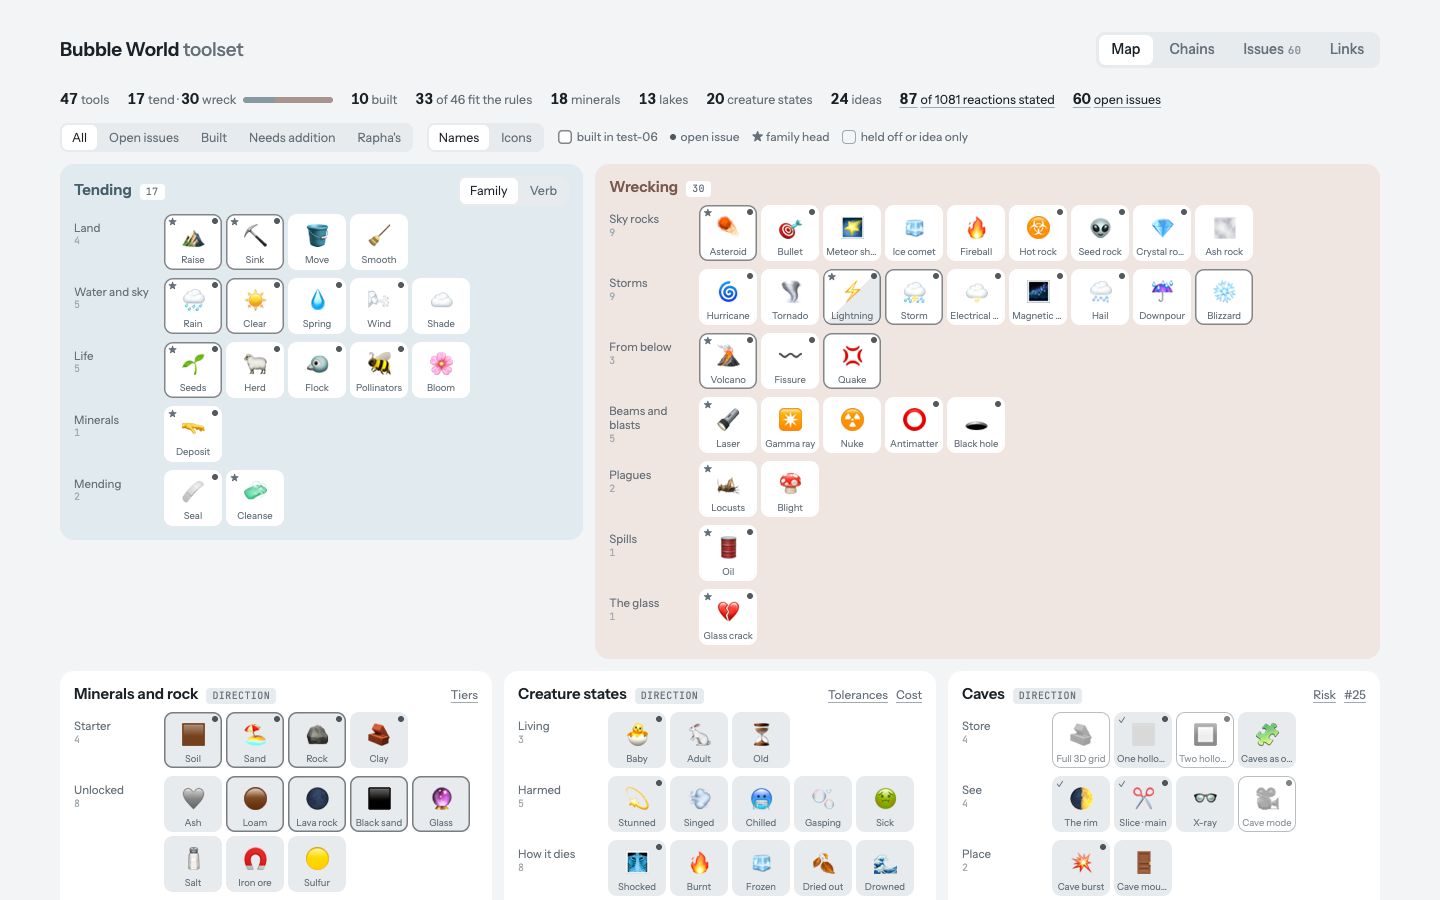 Bubble World toolset
Map Chains Issues 60 Links
47 tools 17 tend · 30 wreck 10 built 33 of 46 fit the rules 18 minerals 13 lakes 20 creature states 24 ideas 87 of 1081 reactions stated 60 open issues
All Open issues Built Needs addition Rapha's Names Icons built in test-06 open issue family head held off or idea only
Tending 17 Family Verb
Land
4
Raise Sink Move Smooth
Water and sky
5
Rain Clear Spring Wind Shade
Life
5
Seeds Herd Flock Pollinators Bloom
Minerals
1
Deposit
Mending
2
Seal Cleanse
Wrecking 30
Sky rocks
9
Asteroid Bullet Meteor sh... Ice comet Fireball Hot rock Seed rock Crystal ro... Ash rock
Storms
9
Hurricane Tornado Lightning Storm Electrical ... Magnetic ... Hail Downpour Blizzard
From below
3
Volcano Fissure Quake
Beams and
blasts
5
Laser Gamma ray Nuke Antimatter Black hole
Plagues
2
Locusts Blight
Spills
1
Oil
The glass
1
Glass crack
Minerals and rock DIRECTION Tiers
Starter
4
Soil Sand Rock Clay
Unlocked
8
Ash Loam Lava rock Black sand Glass
Salt Iron ore Sulfur
Creature states DIRECTION Tolerances Cost
Living
3
Baby Adult Old
Harmed
5
Stunned Singed Chilled Gasping Sick
How it dies
8
Shocked Burnt Frozen Dried out Drowned
Caves DIRECTION Risk #25
Store
4
Full 3D grid One hollo... Two hollo... Caves as o...
See
4
The rim Slice · main X-ray Cave mode
Place
2
Cave burst Cave mou...